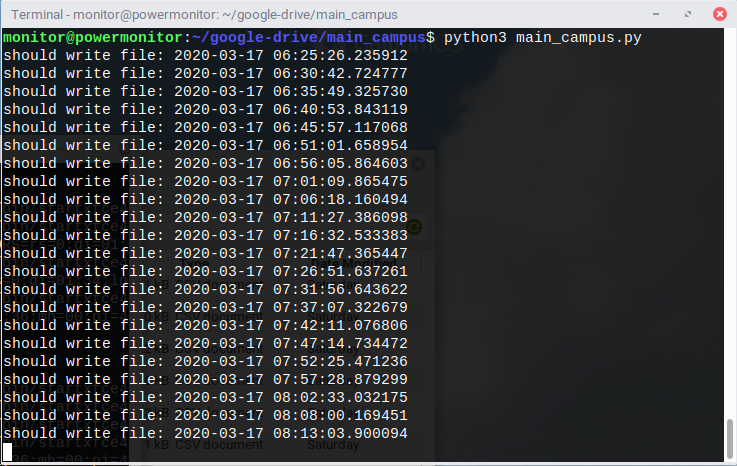 Terminal - monitor@powermonitor: ~/google-drive/main_campus
monitor@powermonitor:~/google-drive/main_campus$ python3 main_campus.py
should write file: 2020-03-17 06:25:26.235912
should write file: 2020-03-17 06:30:42.724777
should write file: 2020-03-17 06:35:49.325730
should write file: 2020-03-17 06:40:53.843119
should write file: 2020-03-17 06:45:57.117068
should write file: 2020-03-17 06:51:01.658954
should write file: 2020-03-17 06:56:05.864603
should write file: 2020-03-17 07:01:09.865475
should write file: 2020-03-17 07:06:18.160494
should write file: 2020-03-17 07:11:27.386098
should write file: 2020-03-17 07:16:32.533383
should write file: 2020-03-17 07:21:47.365447
Type Date Modified
should write file: 2020-03-17 07:26:51.637261
should write file: 2020-03-17 07:31:56.643622
should write file: 2020-03-17 07:37:07.322679
should write file: 2020-03-17 07:42:11.076806
should write file: 2020-03-17 07:47:14.734472
should write file: 2020-03-17 07:52:25.471236
should write file: 2020-03-17 07:57:28.879299
should write file: 2020-03-17 08:02:33.032175
should write file: 2020-03-17 08:08:00.169451
should write file: 2020-03-17 08:13:03.900094
1 kB CSV document Saturday